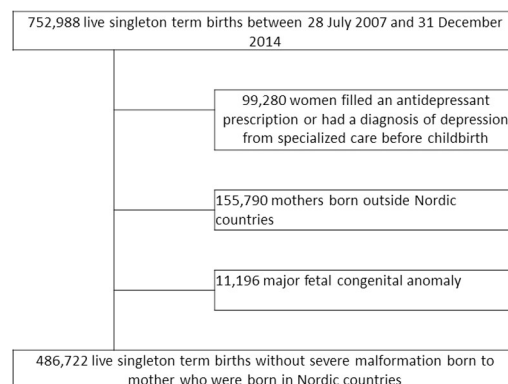 752,988 live singleton term births between 28 July 2007 and 31 December
2014
99,280 women filled an antidepressant
prescription or had a diagnosis of depression
from specialized care before childbirth
155,790 mothers born outside Nordic
countries
11,196 major fetal congenital anomaly
486,722 live singleton term births without severe malformation born to
mother who were born in Nordic countries